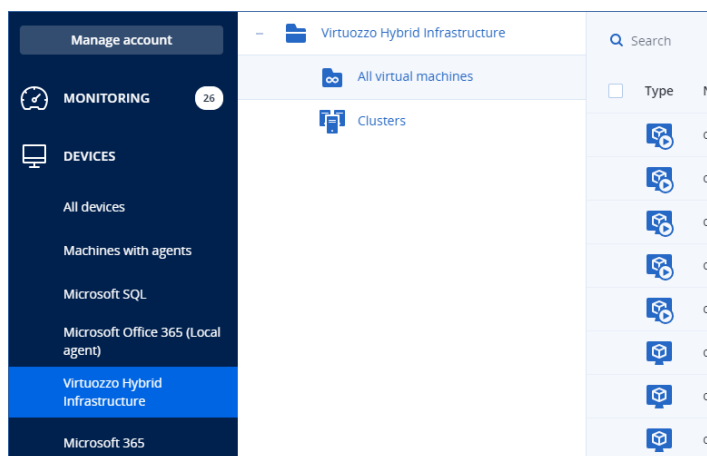 Manage account
MONITORING 26
DEVICES
All devices
Machines with agents
Microsoft SQL
Microsoft Office 365 (Local
agent)
Virtuozzo Hybrid
Infrastructure
Microsoft 365
Virtuozzo Hybrid Infrastructure
All virtual machines
Clusters
Search
Type